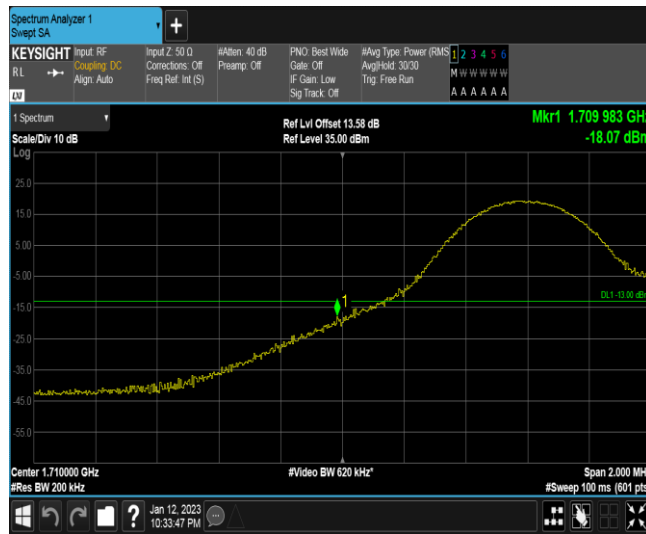 Spectrum Analyzer 1
Swept SA
+
KEYSIGHT
RL
LXI
Input: RF
Coupling: DC
Align: Auto
Input Z: 50 Ω
Corrections: Off
Freq Ref: Int (S)
#Atten: 40 dB
Preamp: Off
PNO: Best Wide
Gate: Off
IF Gain: Low
Sig Track: Off
#Avg Type: Power (RMS
Avg|Hold: 30/30
Trig: Free Run
1 2 3 4 5 6
M W W W W W
A A A A A A
1 Spectrum
Scale/Div 10 dB
Ref Lvl Offset 13.58 dB
Ref Level 35.00 dBm
Mkr1 1.709 983 GHz
-18.07 dBm
Log
25.0
15.0
5.00
-5.00
-15.0
-25.0
-35.0
-45.0
-55.0
1
DL1 -13.00 dBm
Center 1.710000 GHz
#Res BW 200 kHz
#Video BW 620 kHz*
Span 2.000 MHz
#Sweep 100 ms (601 pts)
?
Jan 12, 2023
10:33:47 PM